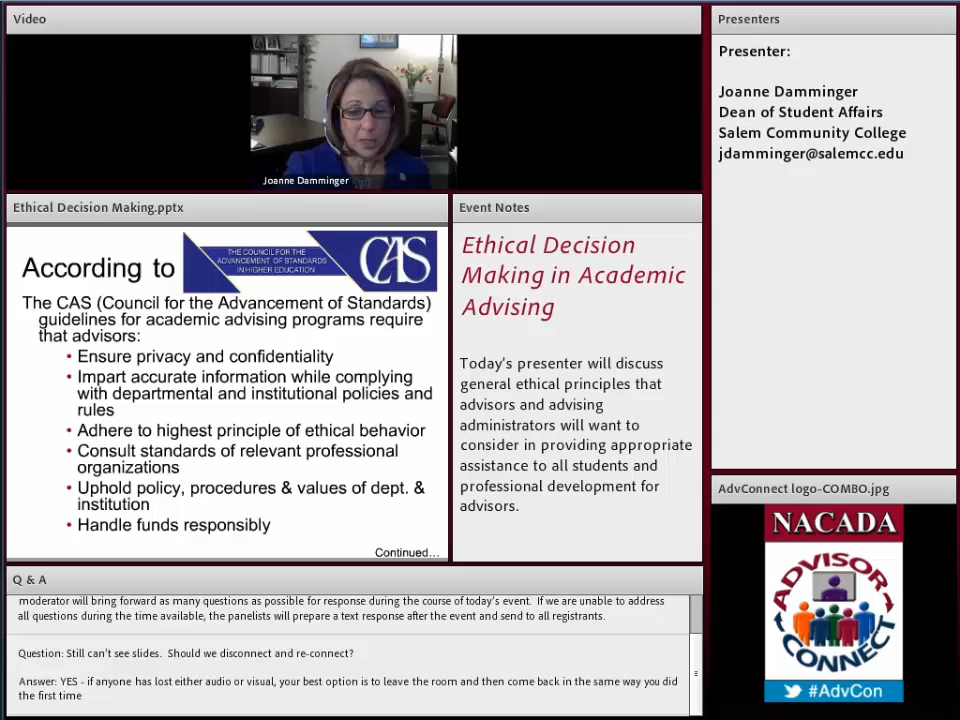 Video
Joanne Damminger
Presenters
Presenter:
Joanne Damminger
Dean of Student Affairs
Salem Community College
jdamminger@salemcc.edu
Ethical Decision Making.pptx
According to
THE COUNCIL FOR THE
ADVANCEMENT OF STANDARDS
IN HIGHER EDUCATION
CAS
The CAS (Council for the Advancement of Standards)
guidelines for academic advising programs require
that advisors:
• Ensure privacy and confidentiality
• Impart accurate information while complying
with departmental and institutional policies and
rules
• Adhere to highest principle of ethical behavior
• Consult standards of relevant professional
organizations
• Uphold policy, procedures & values of dept. &
institution
• Handle funds responsibly
Continued...
Event Notes
Ethical Decision
Making in Academic
Advising
Today's presenter will discuss
general ethical principles that
advisors and advising
administrators will want to
consider in providing appropriate
assistance to all students and
professional development for
advisors.
AdvConnect logo-COMBO.jpg
NACADA
ADVISOR
CONNECT
#AdvCon
Q & A
moderator will bring forward as many questions as possible for response during the course of today's event. If we are unable to address
all questions during the time available, the panelists will prepare a text response after the event and send to all registrants.
Question: Still can't see slides. Should we disconnect and re-connect?
Answer: YES - if anyone has lost either audio or visual, your best option is to leave the room and then come back in the same way you did
the first time